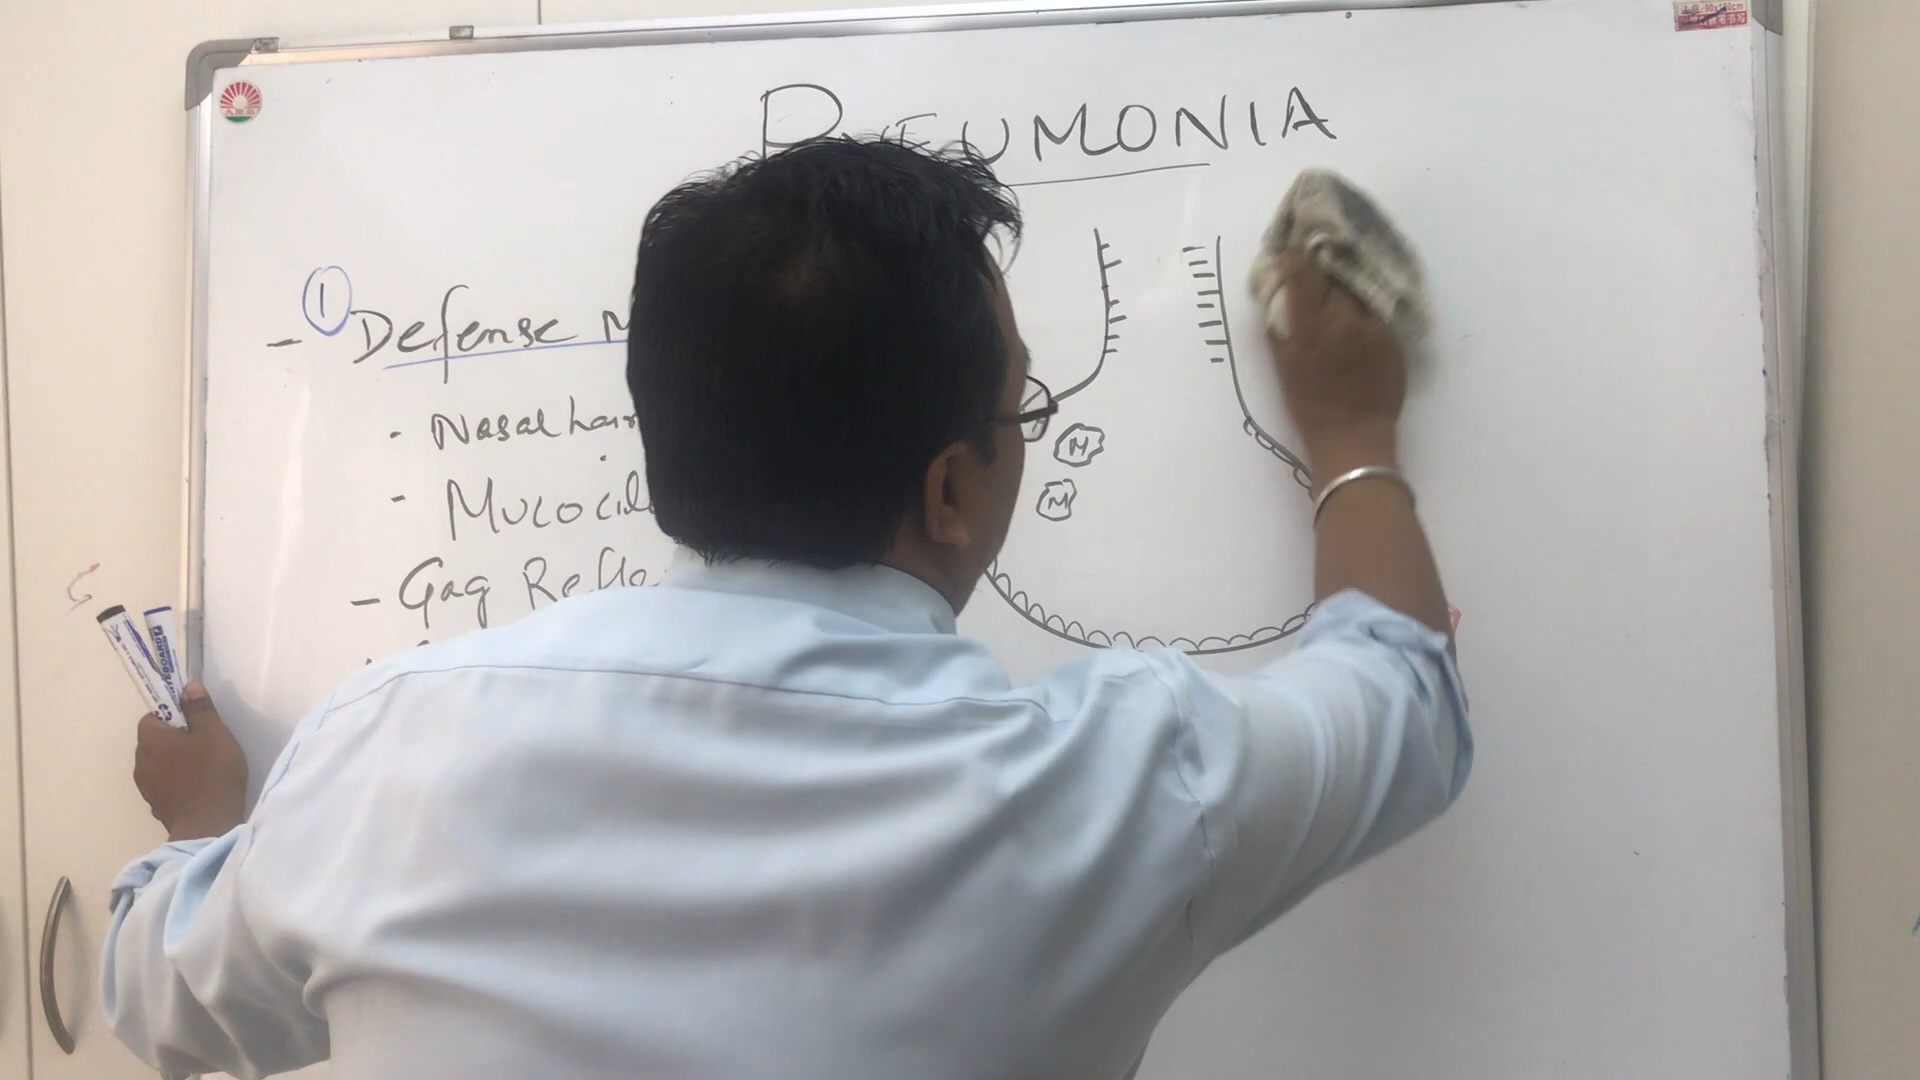 PNEUMONIA
- ① Defense M
· Nasal hair
- Mucocil
- Gag Refle
M
M